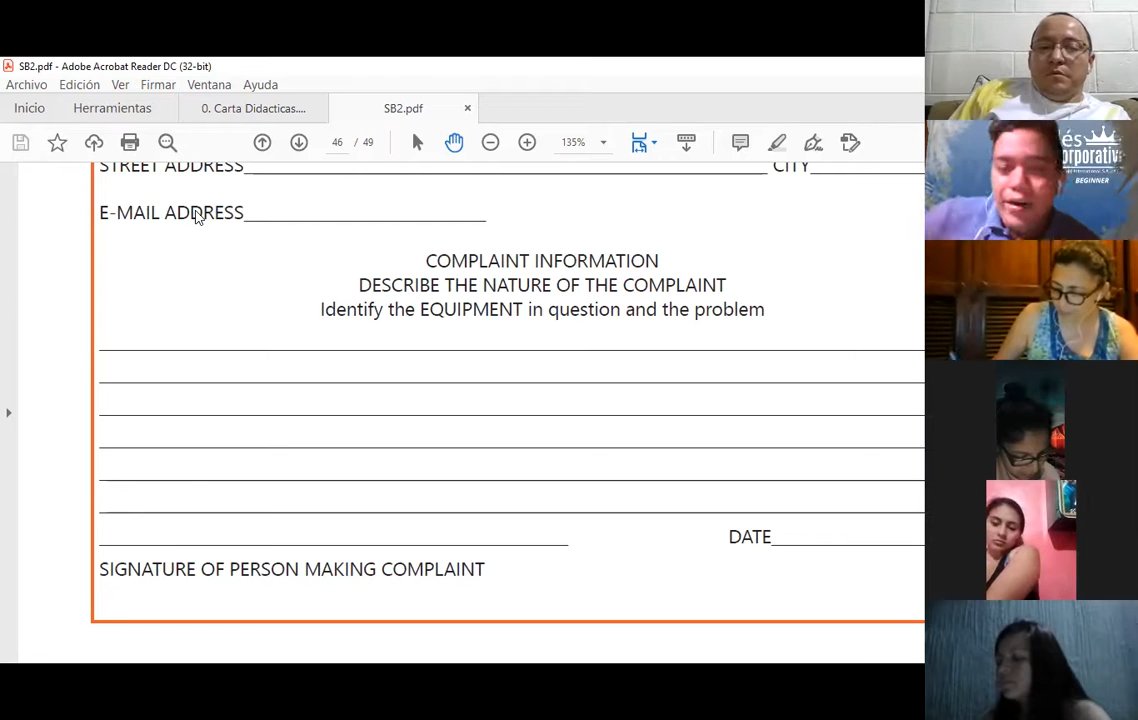 SB2.pdf - Adobe Acrobat Reader DC (32-bit)
Archivo Edición Ver Firmar Ventana Ayuda
Inicio Herramientas 0. Carta Didacticas.... SB2.pdf ×
46 / 49 135%
STREET ADDRESS CITY
E-MAIL ADDRESS
COMPLAINT INFORMATION
DESCRIBE THE NATURE OF THE COMPLAINT
Identify the EQUIPMENT in question and the problem
DATE
SIGNATURE OF PERSON MAKING COMPLAINT
és
orporativ
BEGINNER